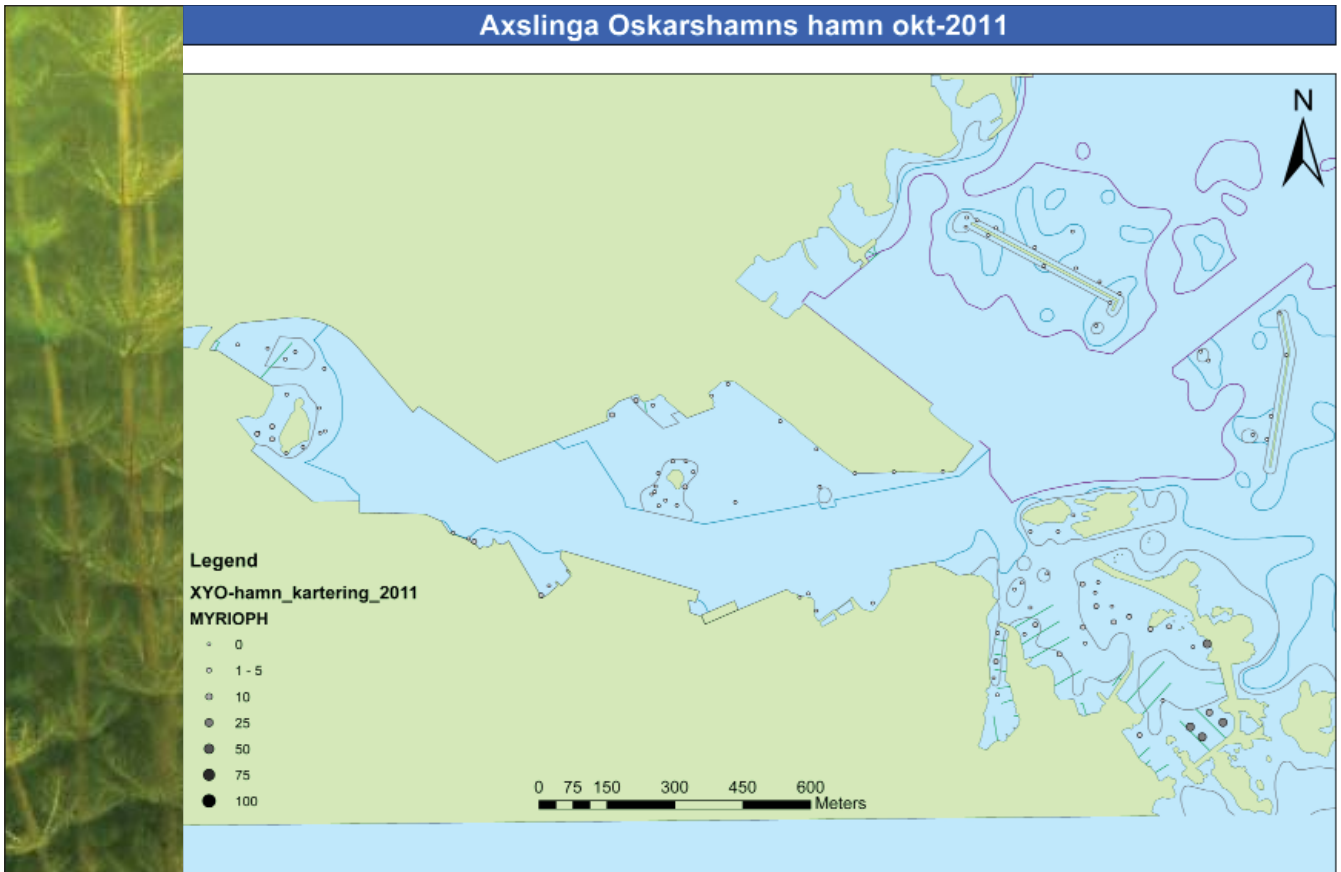 Axslinga Oskarshamns hamn okt-2011
N
Legend
XYO-hamn_kartering_2011
MYRIOPH
0
1 - 5
10
25
50
75
100
0 75 150 300 450 600
Meters